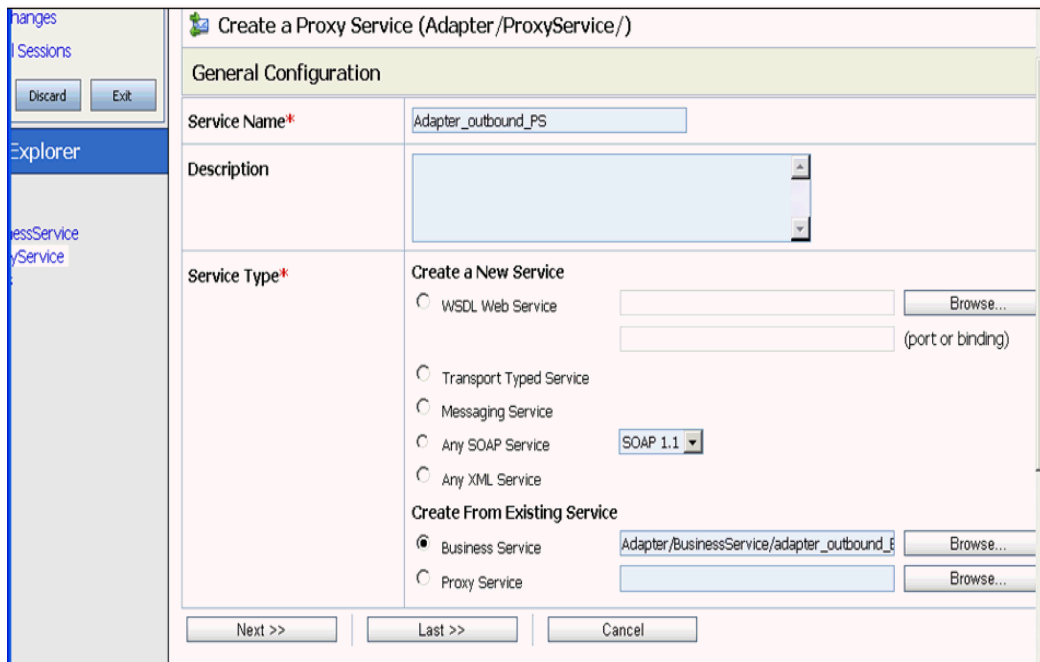 Create a Proxy Service (Adapter/ProxyService/)
Sessions
Discard
Exit
Explorer
General Configuration
Service Name*
Adapter_outbound_PS
Description
Service Type*
Create a New Service
WSDL Web Service
Browse...
(port or binding)
Transport Typed Service
Messaging Service
Any SOAP Service
SOAP 1.1
Any XML Service
Create From Existing Service
Business Service
Adapter/BusinessService/adapter_outbound_
Browse...
Proxy Service
Browse...
Next >>
Last >>
Cancel